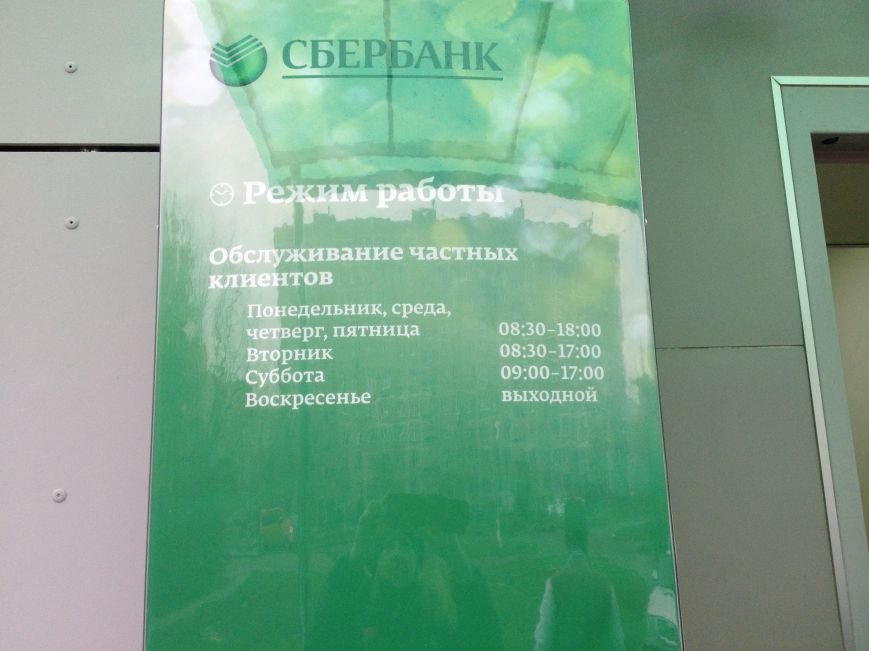 СБЕРБАНК
Режим работы
Обслуживание частных
клиентов
Понедельник, среда,
четверг, пятница 08:30–18:00
Вторник 08:30–17:00
Суббота 09:00–17:00
Воскресенье выходной